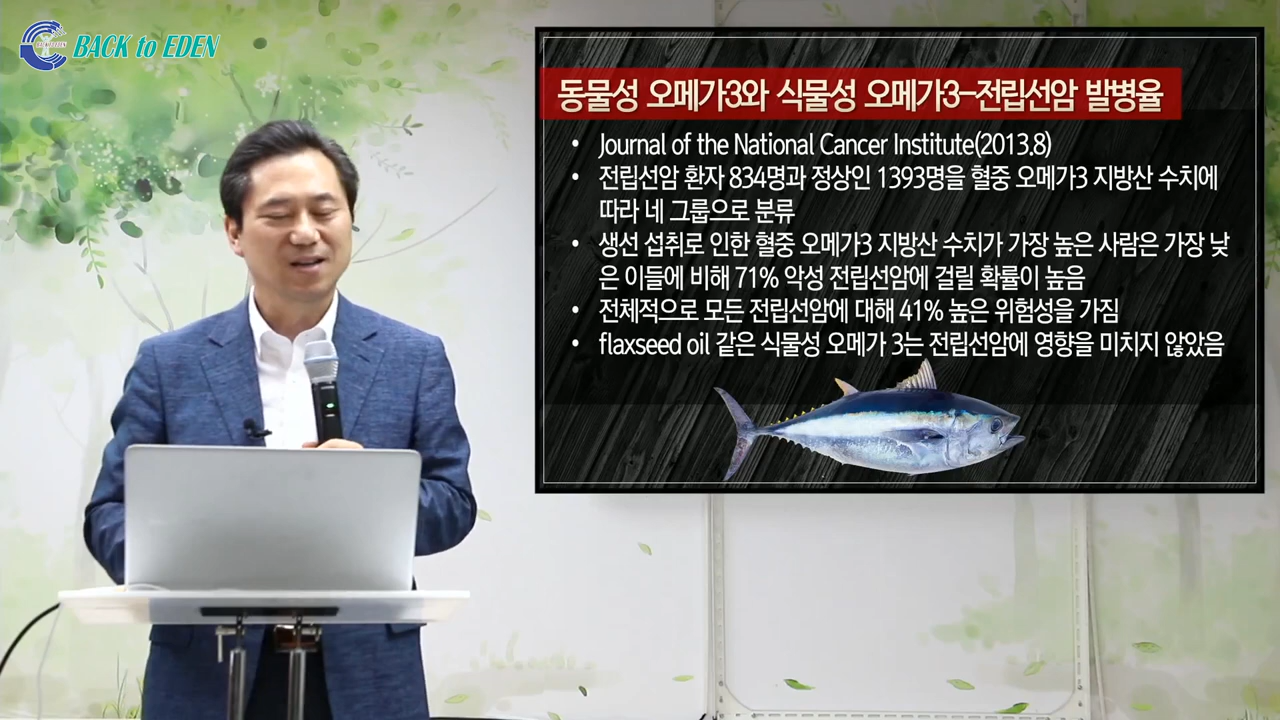 BACK to EDEN
동물성 오메가3와 식물성 오메가3-전립선암 발병율
• Journal of the National Cancer Institute(2013.8)
• 전립선암 환자 834명과 정상인 1393명을 혈중 오메가3 지방산 수치에
따라 네 그룹으로 분류
• 생선 섭취로 인한 혈중 오메가3 지방산 수치가 가장 높은 사람은 가장 낮
은 이들에 비해 71% 악성 전립선암에 걸릴 확률이 높음
• 전체적으로 모든 전립선암에 대해 41% 높은 위험성을 가짐
• flaxseed oil 같은 식물성 오메가 3는 전립선암에 영향을 미치지 않았음